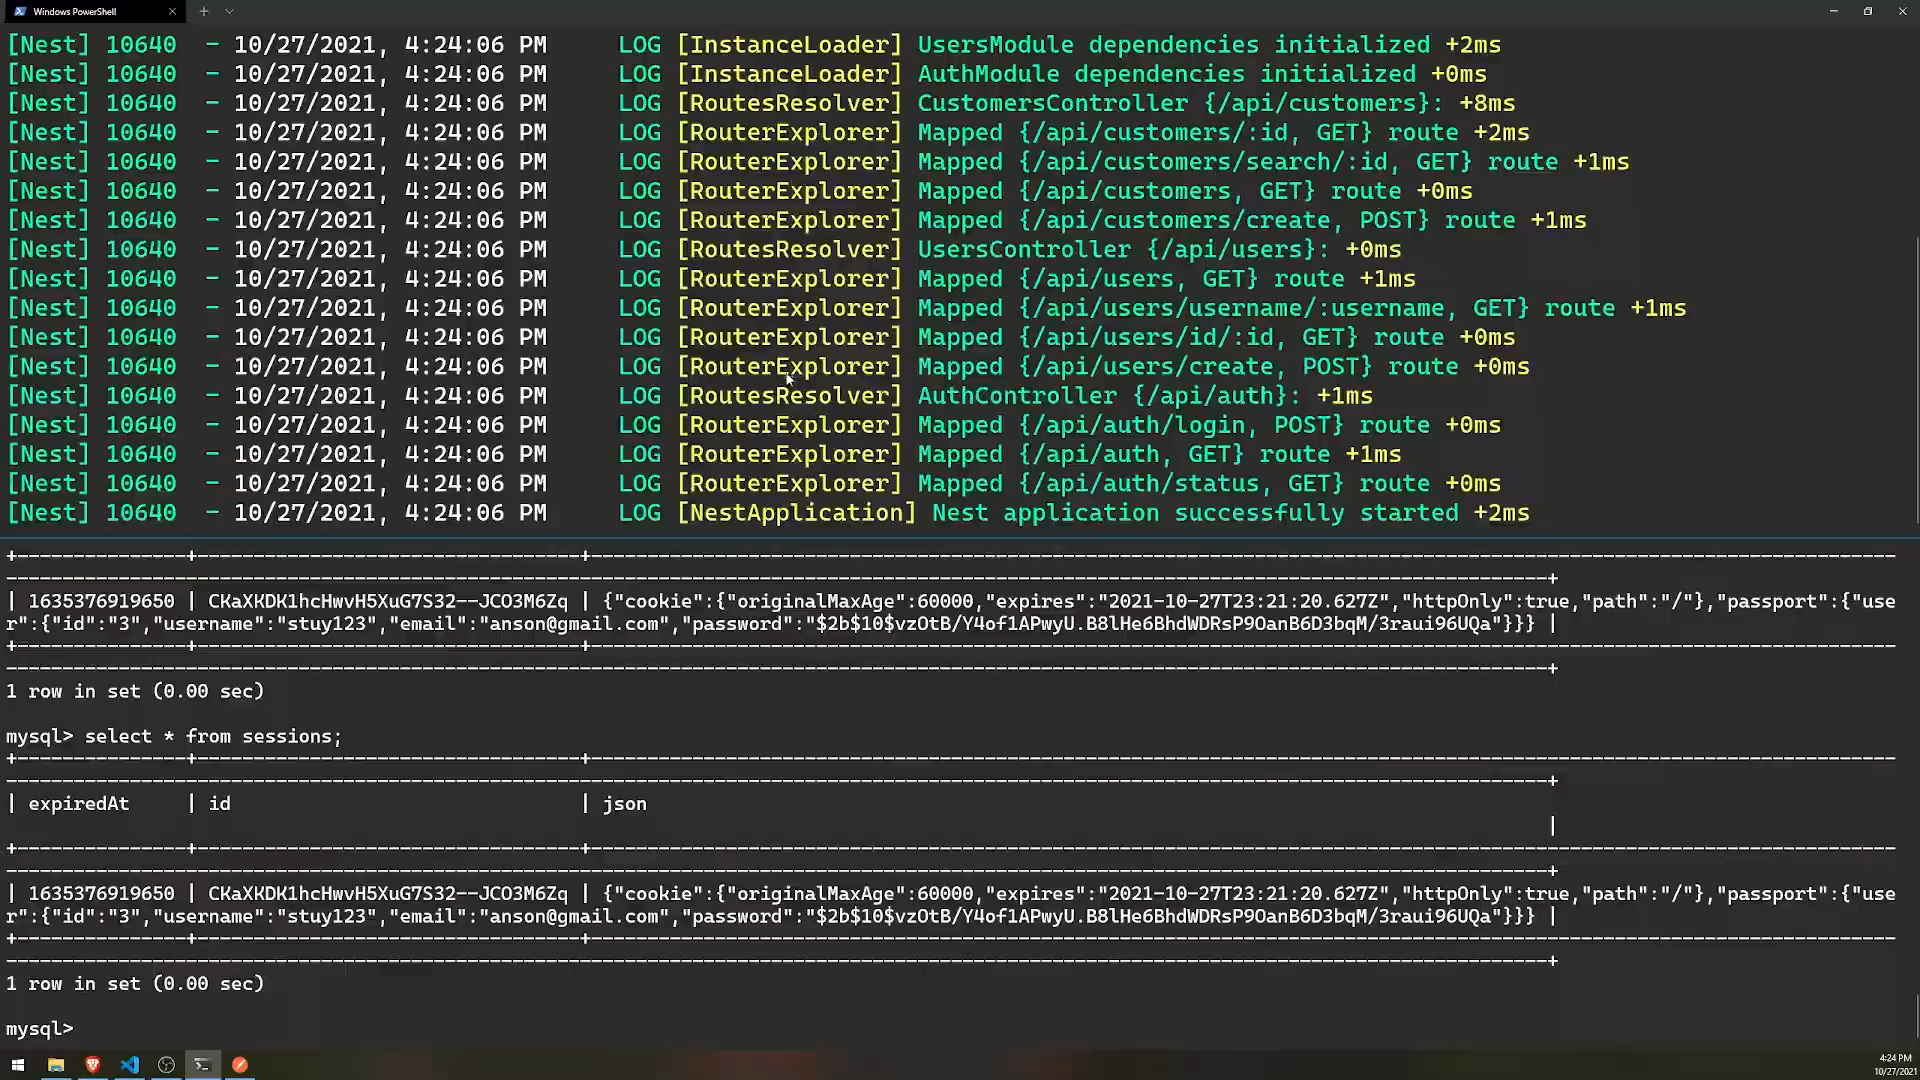 Windows PowerShell
[Nest] 10640  - 10/27/2021, 4:24:06 PM     LOG [InstanceLoader] UsersModule dependencies initialized +2ms
[Nest] 10640  - 10/27/2021, 4:24:06 PM     LOG [InstanceLoader] AuthModule dependencies initialized +0ms
[Nest] 10640  - 10/27/2021, 4:24:06 PM     LOG [RoutesResolver] CustomersController {/api/customers}: +8ms
[Nest] 10640  - 10/27/2021, 4:24:06 PM     LOG [RouterExplorer] Mapped {/api/customers/:id, GET} route +2ms
[Nest] 10640  - 10/27/2021, 4:24:06 PM     LOG [RouterExplorer] Mapped {/api/customers/search/:id, GET} route +1ms
[Nest] 10640  - 10/27/2021, 4:24:06 PM     LOG [RouterExplorer] Mapped {/api/customers, GET} route +0ms
[Nest] 10640  - 10/27/2021, 4:24:06 PM     LOG [RouterExplorer] Mapped {/api/customers/create, POST} route +1ms
[Nest] 10640  - 10/27/2021, 4:24:06 PM     LOG [RoutesResolver] UsersController {/api/users}: +0ms
[Nest] 10640  - 10/27/2021, 4:24:06 PM     LOG [RouterExplorer] Mapped {/api/users, GET} route +1ms
[Nest] 10640  - 10/27/2021, 4:24:06 PM     LOG [RouterExplorer] Mapped {/api/users/username/:username, GET} route +1ms
[Nest] 10640  - 10/27/2021, 4:24:06 PM     LOG [RouterExplorer] Mapped {/api/users/id/:id, GET} route +0ms
[Nest] 10640  - 10/27/2021, 4:24:06 PM     LOG [RouterExplorer] Mapped {/api/users/create, POST} route +0ms
[Nest] 10640  - 10/27/2021, 4:24:06 PM     LOG [RoutesResolver] AuthController {/api/auth}: +1ms
[Nest] 10640  - 10/27/2021, 4:24:06 PM     LOG [RouterExplorer] Mapped {/api/auth/login, POST} route +0ms
[Nest] 10640  - 10/27/2021, 4:24:06 PM     LOG [RouterExplorer] Mapped {/api/auth, GET} route +1ms
[Nest] 10640  - 10/27/2021, 4:24:06 PM     LOG [RouterExplorer] Mapped {/api/auth/status, GET} route +0ms
[Nest] 10640  - 10/27/2021, 4:24:06 PM     LOG [NestApplication] Nest application successfully started +2ms
| 1635376919650 | CKaXKDK1hcHwvH5XuG7S32--JCO3M6Zq | {"cookie":{"originalMaxAge":60000,"expires":"2021-10-27T23:21:20.627Z","httpOnly":true,"path":"/"},"passport":{"use
r":{"id":"3","username":"stuy123","email":"anson@gmail.com","password":"$2b$10$vzOtB/Y4of1APwyU.B8lHe6BhdWDRsP9OanB6D3bqM/3raui96UQa"}}} |
1 row in set (0.00 sec)
mysql> select * from sessions;
| expiredAt     | id                               | json
|
| 1635376919650 | CKaXKDK1hcHwvH5XuG7S32--JCO3M6Zq | {"cookie":{"originalMaxAge":60000,"expires":"2021-10-27T23:21:20.627Z","httpOnly":true,"path":"/"},"passport":{"use
r":{"id":"3","username":"stuy123","email":"anson@gmail.com","password":"$2b$10$vzOtB/Y4of1APwyU.B8lHe6BhdWDRsP9OanB6D3bqM/3raui96UQa"}}} |
1 row in set (0.00 sec)
mysql>
4:24 PM
10/27/2021